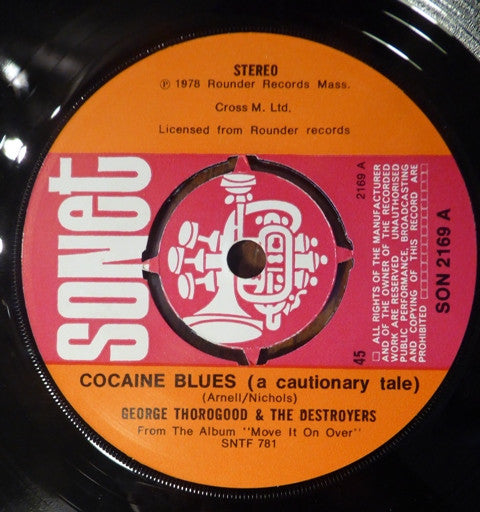 STEREO
℗ 1978 Rounder Records Mass.
Cross M. Ltd.
Licensed from Rounder records
sonet
2169 A
ALL RIGHTS OF THE MANUFACTURER
AND OF THE OWNER OF THE RECORDED
WORK ARE RESERVED. UNAUTHORISED
PUBLIC PERFORMANCE, BROADCASTING
AND COPYING OF THIS RECORD ARE
PROHIBITED
45
SON 2169 A
COCAINE BLUES (a cautionary tale)
(Arnell/Nichols)
GEORGE THOROGOOD & THE DESTROYERS
From The Album "Move It On Over"
SNTF 781